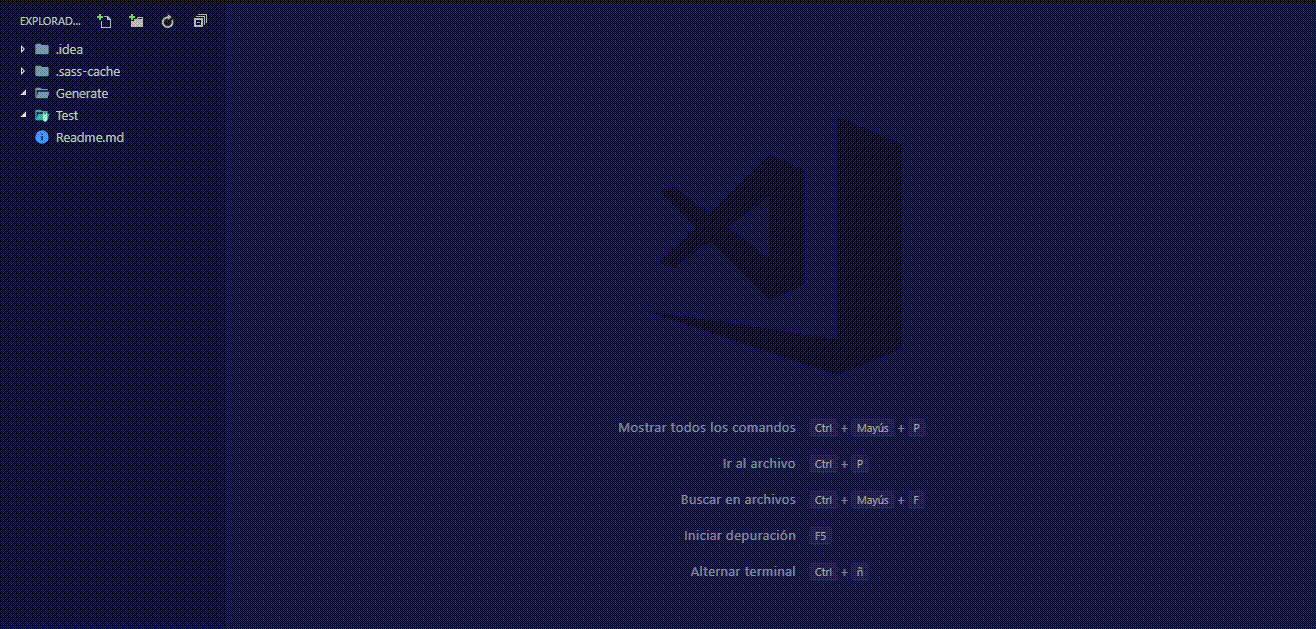 EXPLORAD...
.idea
.sass-cache
Generate
Test
Readme.md
Mostrar todos los comandos Ctrl + Mayús + P
Ir al archivo Ctrl + P
Buscar en archivos Ctrl + Mayús + F
Iniciar depuración F5
Alternar terminal Ctrl + ñ